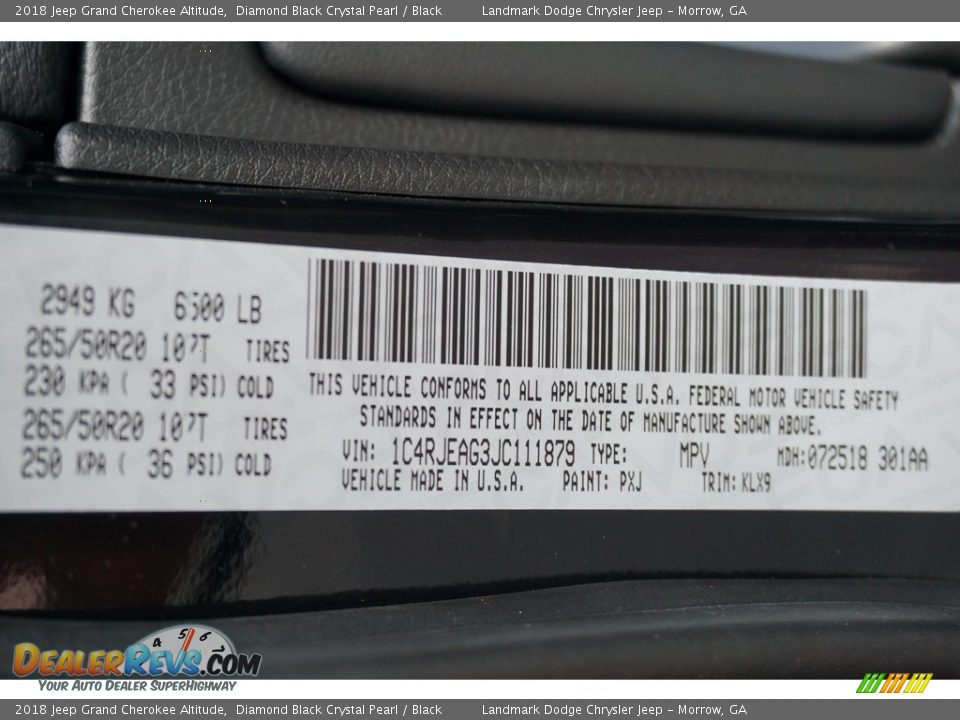 2018 Jeep Grand Cherokee Altitude, Diamond Black Crystal Pearl / Black Landmark Dodge Chrysler Jeep - Morrow, GA
2949 KG 6500 LB
265/50R20 107T TIRES
230 KPA ( 33 PSI) COLD
265/50R20 107T TIRES
250 KPA ( 36 PSI) COLD
THIS VEHICLE CONFORMS TO ALL APPLICABLE U.S.A. FEDERAL MOTOR VEHICLE SAFETY
STANDARDS IN EFFECT ON THE DATE OF MANUFACTURE SHOWN ABOVE.
VIN: 1C4RJEAG3JC111879 TYPE: MPV MDH:072518 301AA
VEHICLE MADE IN U.S.A. PAINT: PXJ TRIM: KLX9
4 5 6
DEALERREVS.COM
YOUR AUTO DEALER SUPERHIGHWAY
2018 Jeep Grand Cherokee Altitude, Diamond Black Crystal Pearl / Black Landmark Dodge Chrysler Jeep - Morrow, GA